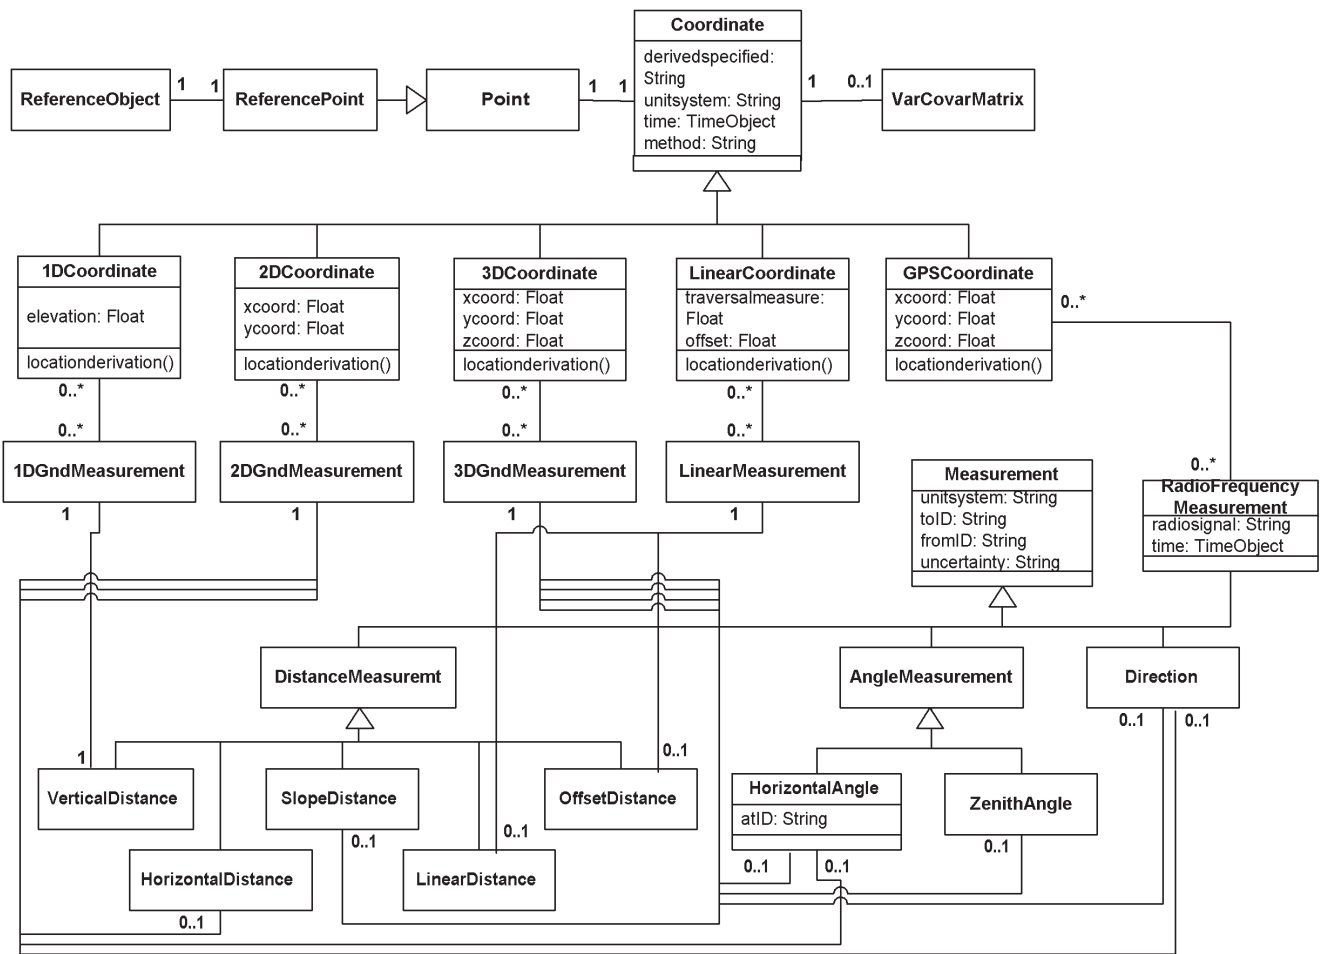 Coordinate
derivedspecified:
String
unitsystem: String
time: TimeObject
method: String
ReferenceObject
1
1
ReferencePoint
Point
1
1
1
0..1
VarCovarMatrix
1DCoordinate
elevation: Float
locationderivation()
2DCoordinate
xcoord: Float
ycoord: Float
locationderivation()
3DCoordinate
xcoord: Float
ycoord: Float
zcoord: Float
locationderivation()
LinearCoordinate
traversalmeasure:
Float
offset: Float
locationderivation()
GPSCoordinate
xcoord: Float
ycoord: Float
zcoord: Float
locationderivation()
0..*
0..*
0..*
0..*
0..*
0..*
0..*
0..*
0..*
1DGndMeasurement
2DGndMeasurement
3DGndMeasurement
LinearMeasurement
1
1
1
1
Measurement
unitsystem: String
toID: String
fromID: String
uncertainty: String
0..*
RadioFrequency
Measurement
radiosignal: String
time: TimeObject
DistanceMeasuremt
AngleMeasurement
Direction
0..1
0..1
1
0..1
VerticalDistance
SlopeDistance
OffsetDistance
HorizontalAngle
atID: String
ZenithAngle
0..1
0..1
0..1
0..1
0..1
HorizontalDistance
LinearDistance
0..1